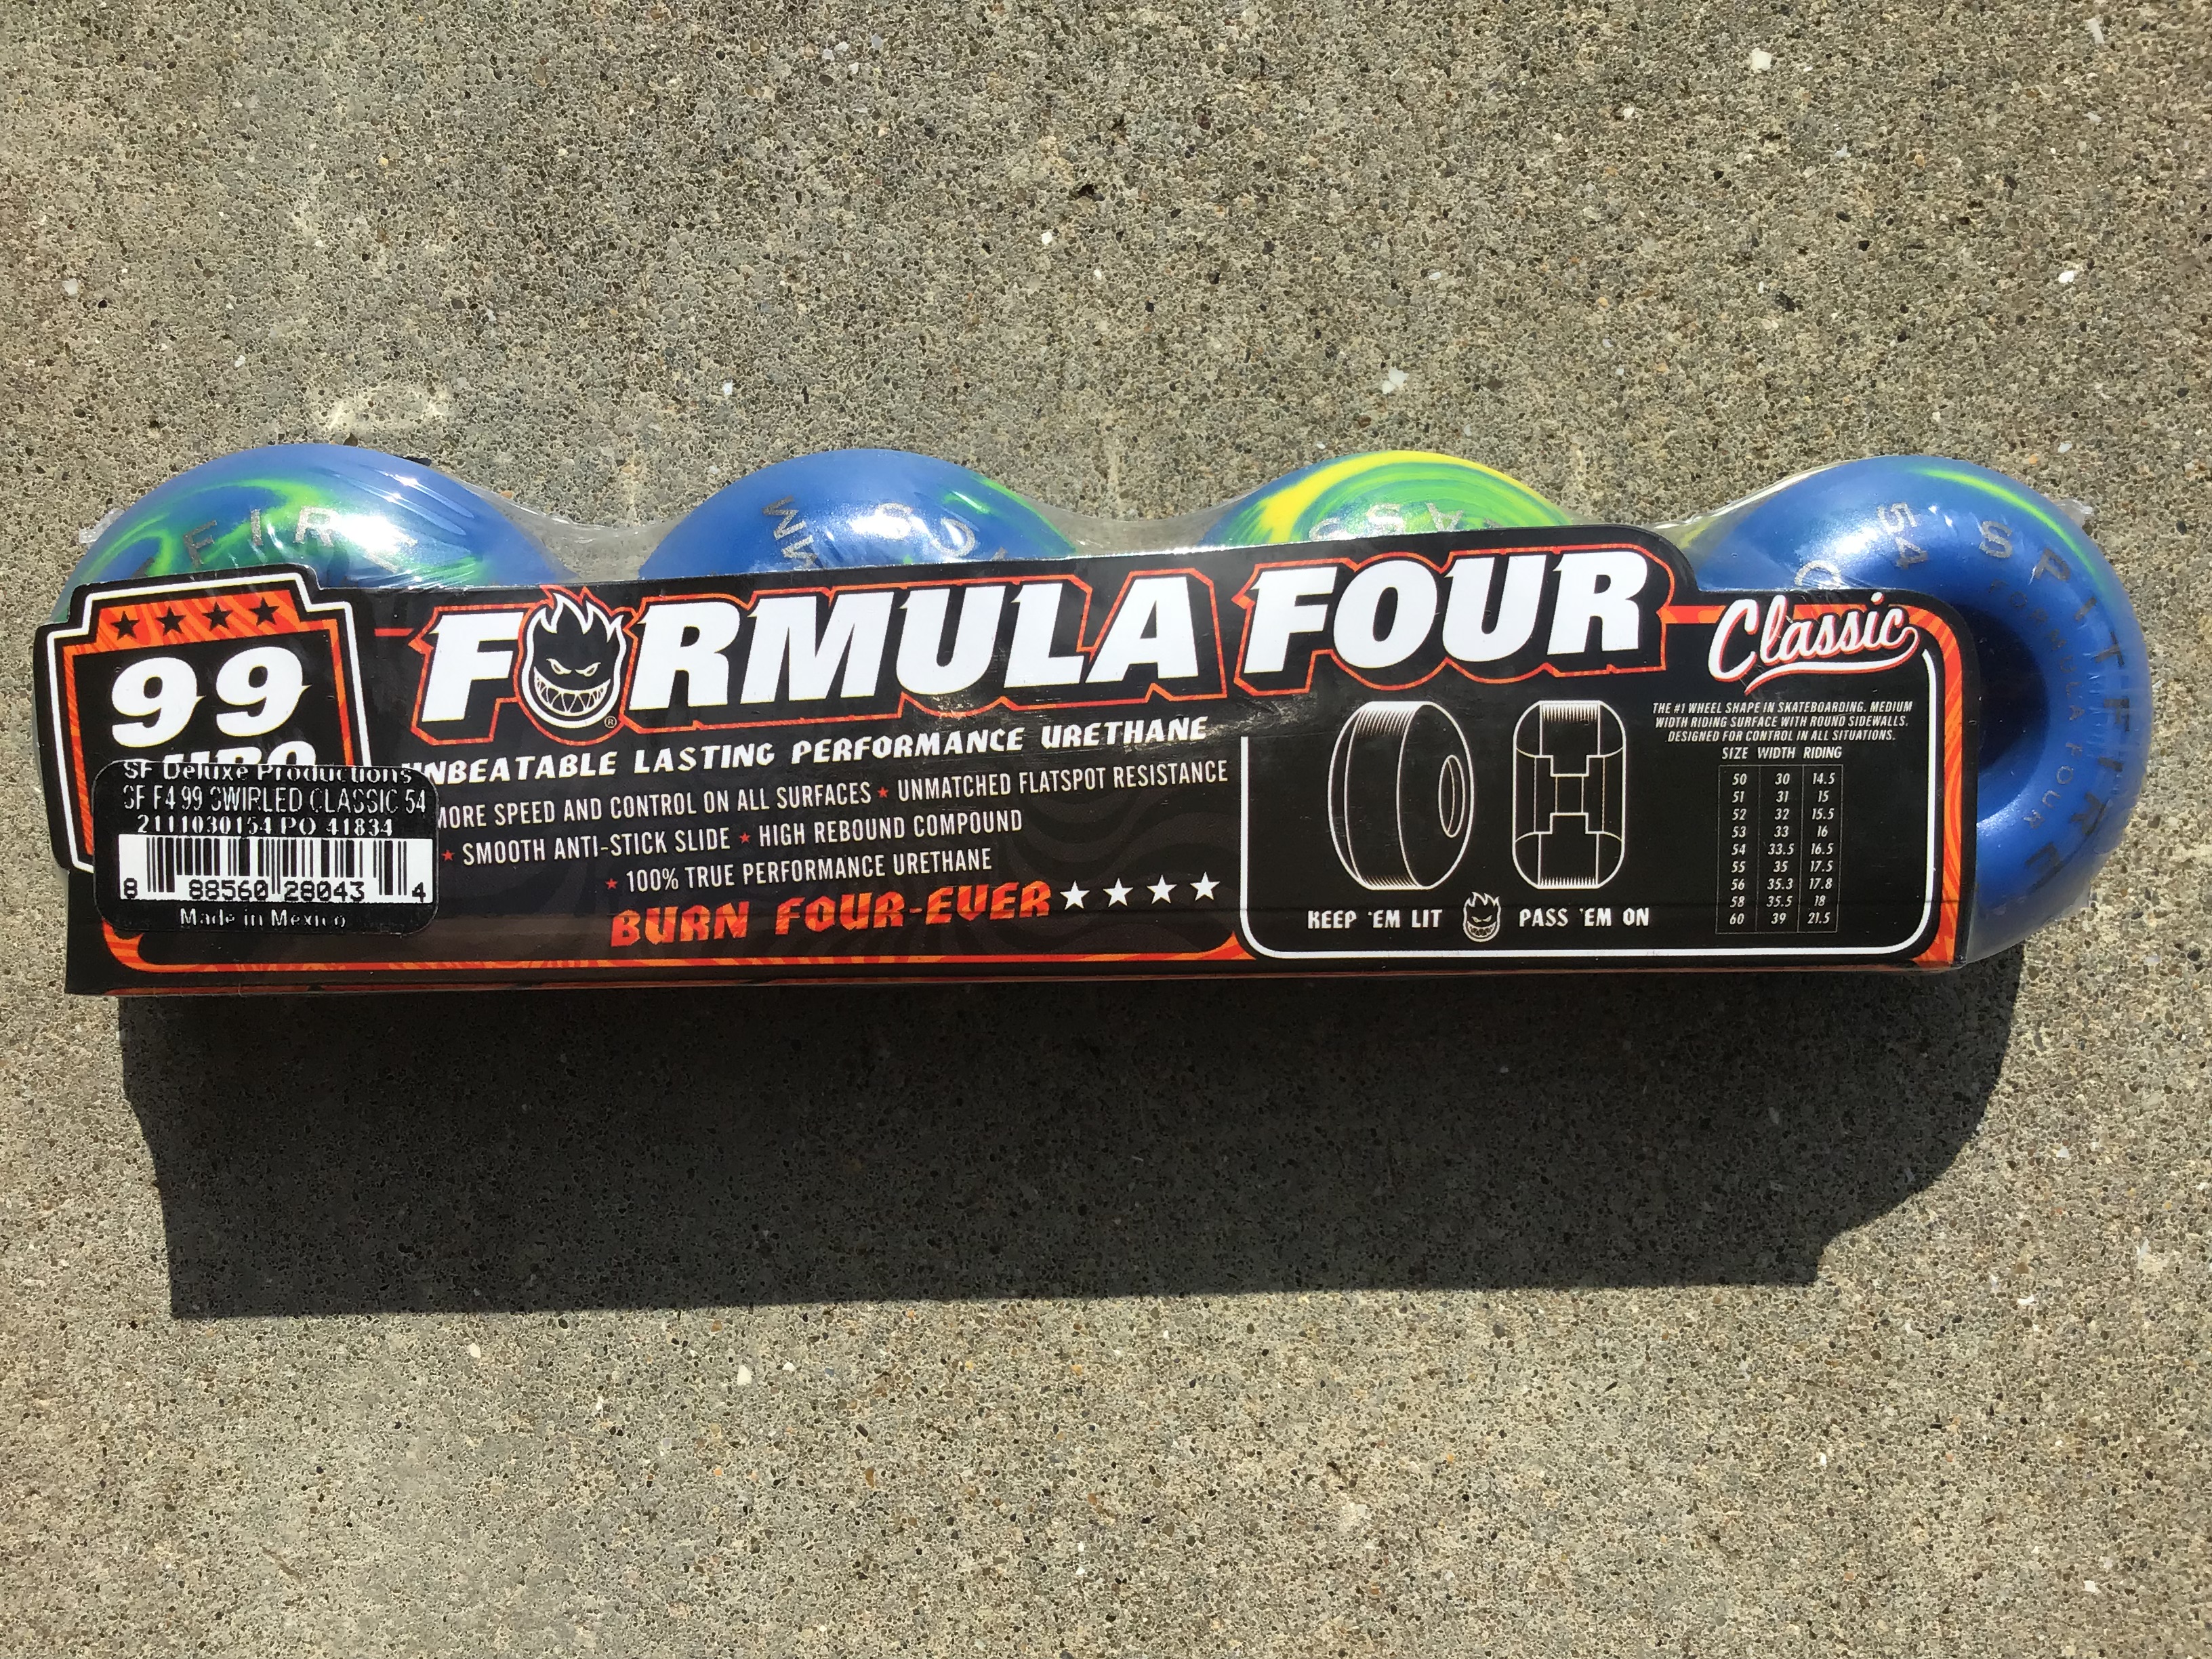 FIRE
54
SPITFIRE
FORMULA FOUR
★★★★
99
DURO
FORMULA FOUR
®
Classic
UNBEATABLE LASTING PERFORMANCE URETHANE
MORE SPEED AND CONTROL ON ALL SURFACES ★ UNMATCHED FLATSPOT RESISTANCE
★ SMOOTH ANTI-STICK SLIDE ★ HIGH REBOUND COMPOUND
★ 100% TRUE PERFORMANCE URETHANE
BURN FOUR-EVER ★★★★
SF Deluxe Productions
SF F4 99 SWIRLED CLASSIC 54
2111030154 PO 41834
8 88560 28043 4
Made in Mexico
KEEP 'EM LIT PASS 'EM ON
THE #1 WHEEL SHAPE IN SKATEBOARDING. MEDIUM
WIDTH RIDING SURFACE WITH ROUND SIDEWALLS.
DESIGNED FOR CONTROL IN ALL SITUATIONS.
SIZE WIDTH RIDING
50 30 14.5
51 31 15
52 32 15.5
53 33 16
54 33.5 16.5
55 35 17.5
56 35.3 17.8
58 35.5 18
60 39 21.5